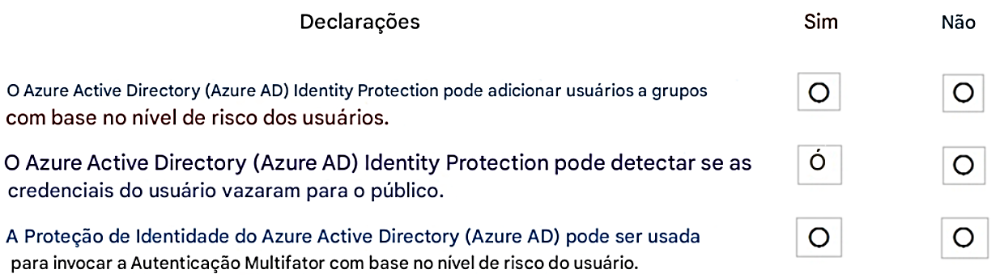 Declarações Sim Não
O Azure Active Directory (Azure AD) Identity Protection pode adicionar usuários a grupos O O
com base no nível de risco dos usuários.
O Azure Active Directory (Azure AD) Identity Protection pode detectar se as Ó O
credenciais do usuário vazaram para o público.
A Proteção de Identidade do Azure Active Directory (Azure AD) pode ser usada O O
para invocar a Autenticação Multifator com base no nível de risco do usuário.